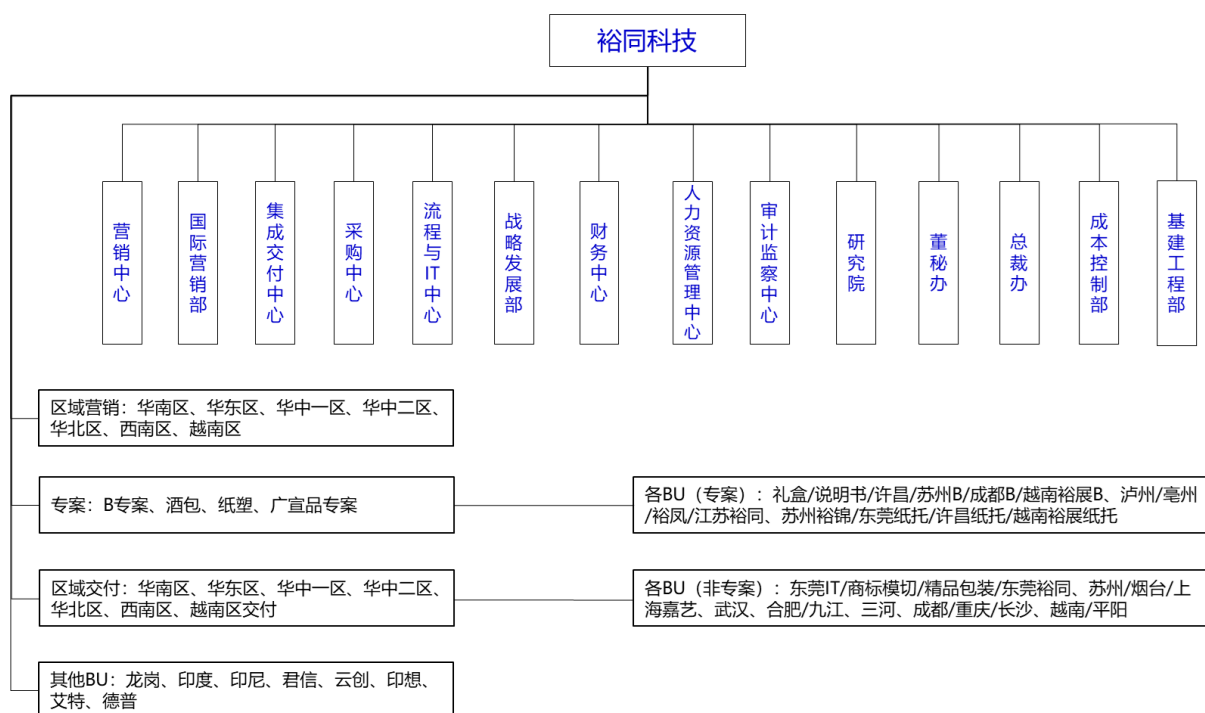 裕同科技
营销中心
国际营销部
集成交付中心
采购中心
流程与IT中心
战略发展部
财务中心
人力资源管理中心
审计监察中心
研究院
董秘办
总裁办
成本控制部
基建工程部
区域营销：华南区、华东区、华中一区、华中二区、
华北区、西南区、越南区
专案：B专案、酒包、纸塑、广宣品专案
各BU（专案）：礼盒/说明书/许昌/苏州B/成都B/越南裕展B、泸州/亳州
/裕凤/江苏裕同、苏州裕锦/东莞纸托/许昌纸托/越南裕展纸托
区域交付：华南区、华东区、华中一区、华中二区、
华北区、西南区、越南区交付
各BU（非专案）：东莞IT/商标模切/精品包装/东莞裕同、苏州/烟台/上
海嘉艺、武汉、合肥/九江、三河、成都/重庆/长沙、越南/平阳
其他BU：龙岗、印度、印尼、君信、云创、印想、
艾特、德普